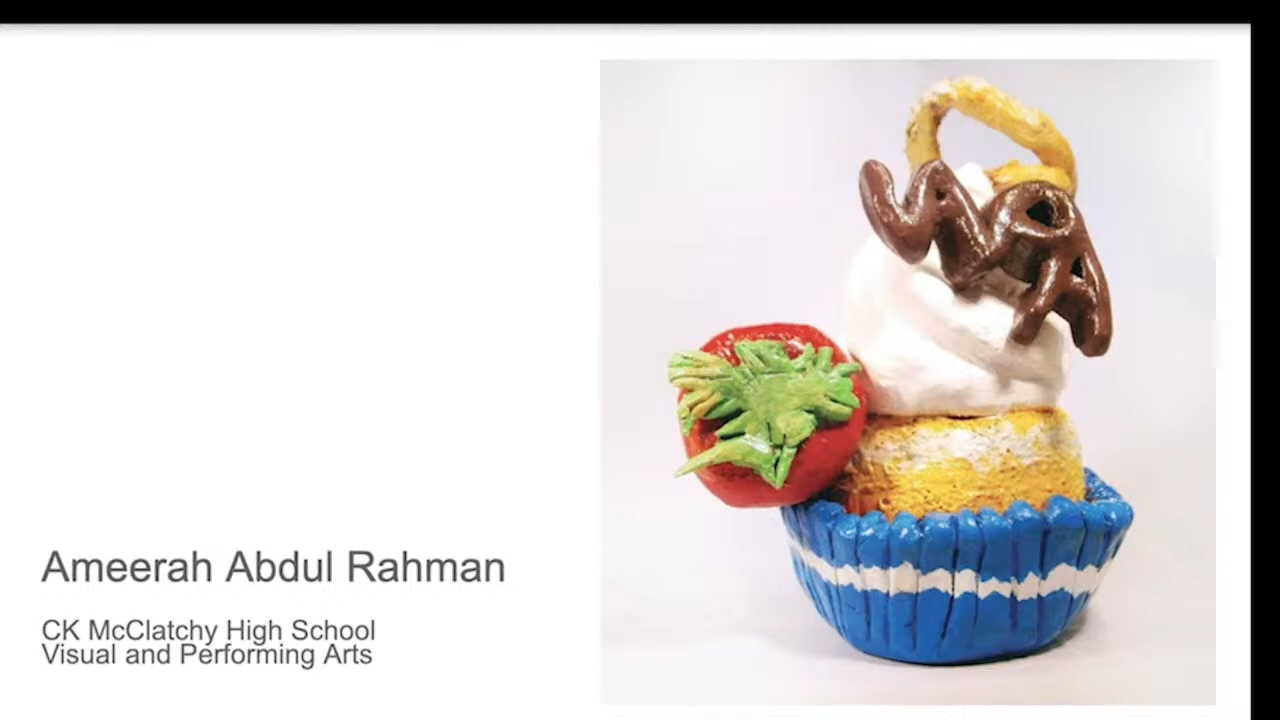 Ameerah Abdul Rahman
CK McClatchy High School
Visual and Performing Arts